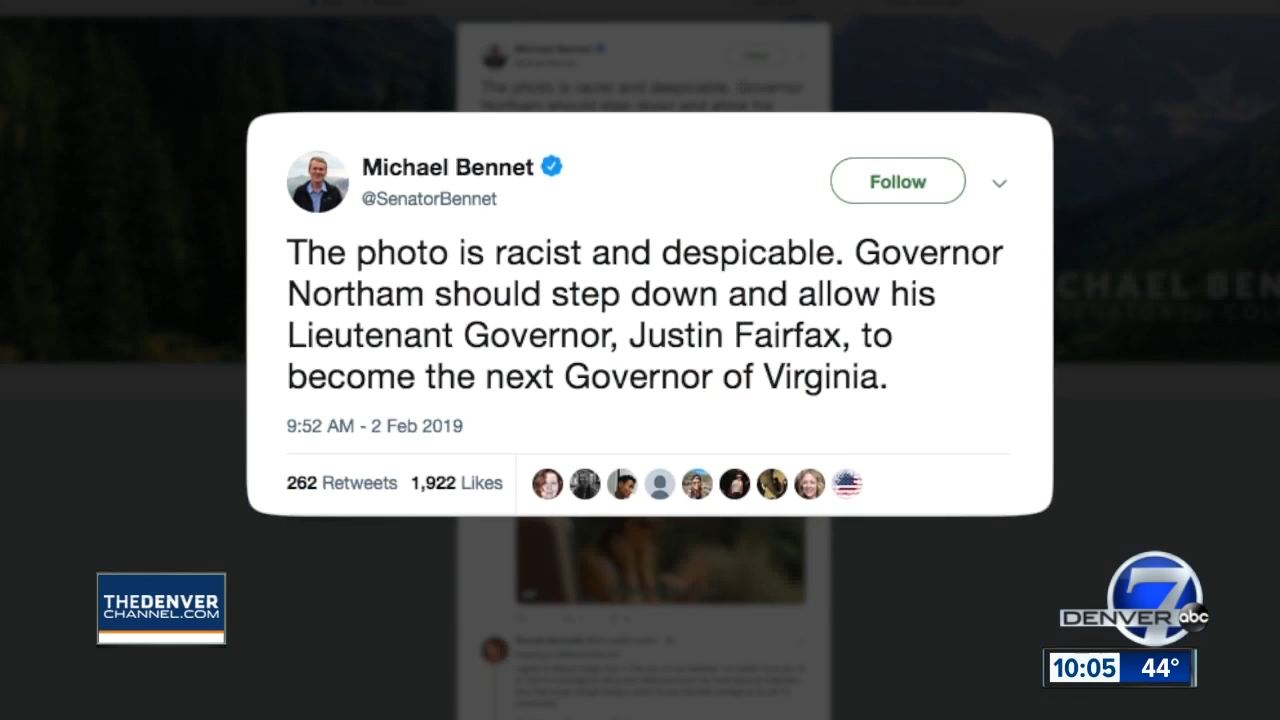 Michael Bennet
@SenatorBennet
Follow
The photo is racist and despicable. Governor
Northam should step down and allow his
Lieutenant Governor, Justin Fairfax, to
become the next Governor of Virginia.
9:52 AM - 2 Feb 2019
262 Retweets 1,922 Likes
CHAEL BEN
THEDENVER
CHANNEL.COM
7
DENVER abc
10:05 44°